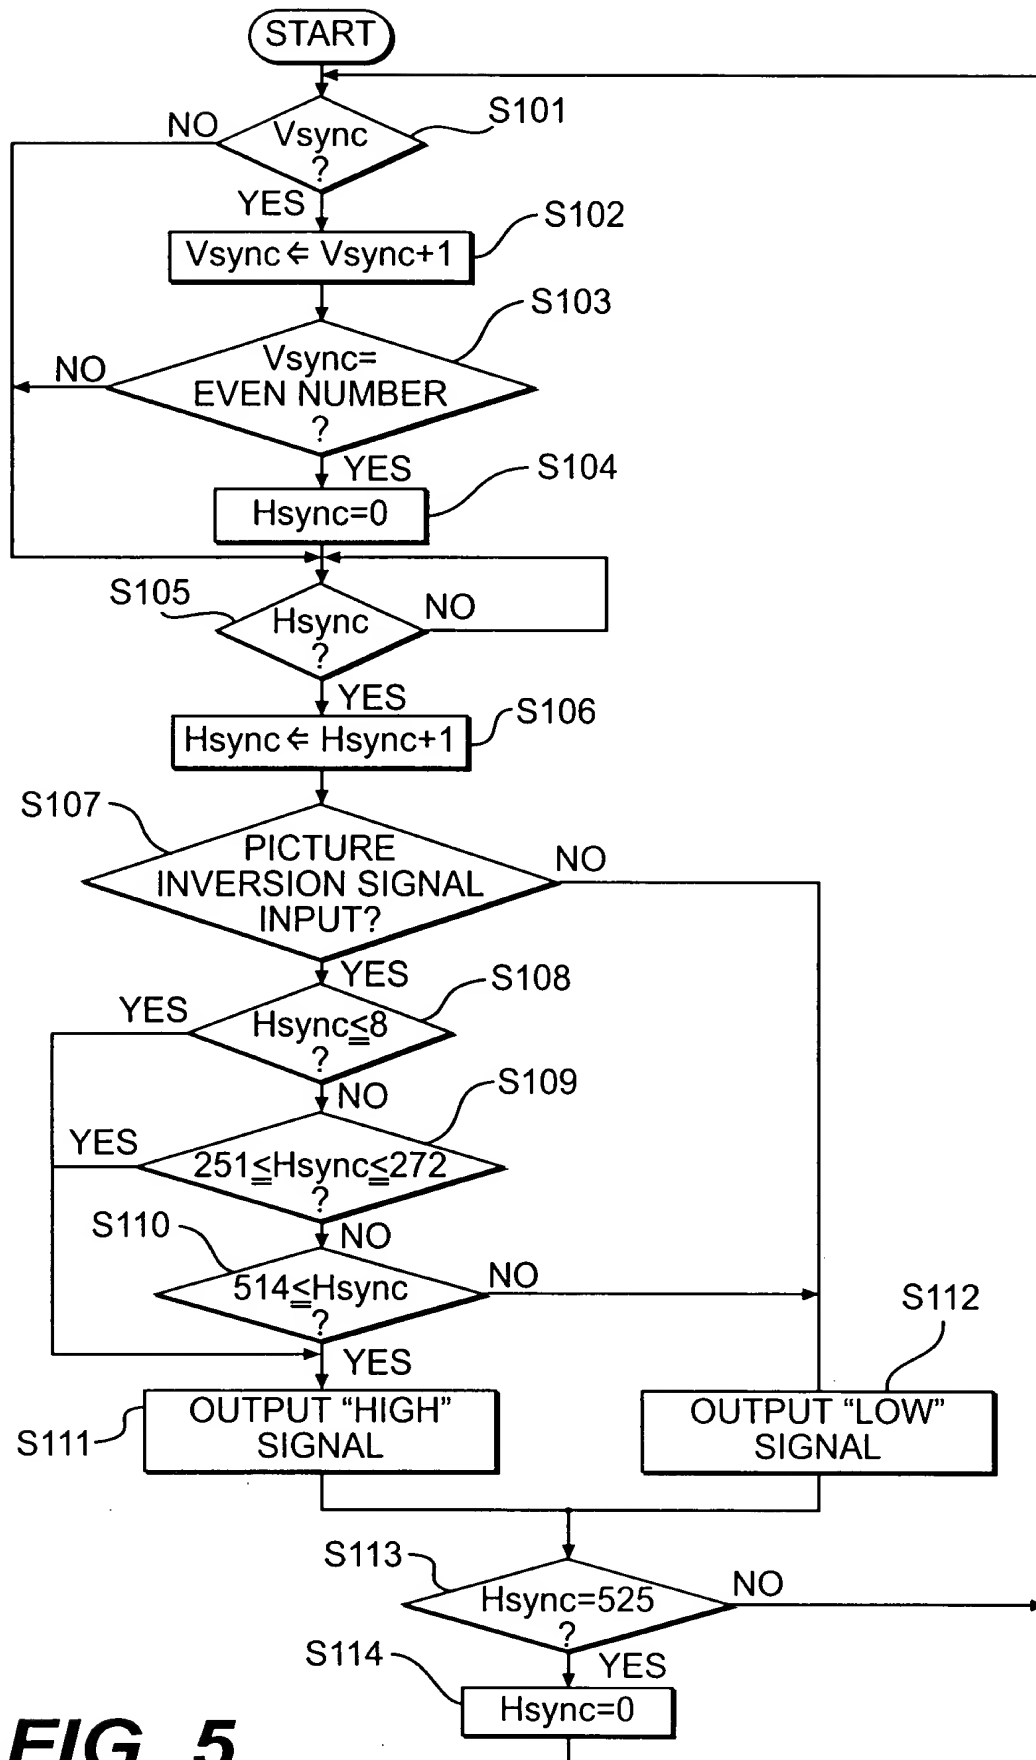 START
S101
NO
Vsync
?
YES
S102
Vsync⇐ Vsync+1
S103
NO
Vsync=
EVEN NUMBER
?
YES
S104
Hsync=0
S105
Hsync
?
NO
YES
S106
Hsync⇐ Hsync+1
S107
PICTURE
INVERSION SIGNAL
INPUT?
NO
YES
S108
YES
Hsync≦8
?
NO
S109
YES
251≦Hsync≦272
?
NO
S110
514≦Hsync
?
NO
YES
S112
OUTPUT “HIGH”
SIGNAL
S111
OUTPUT “LOW”
SIGNAL
S113
Hsync=525
?
NO
YES
S114
Hsync=0
FIG. 5